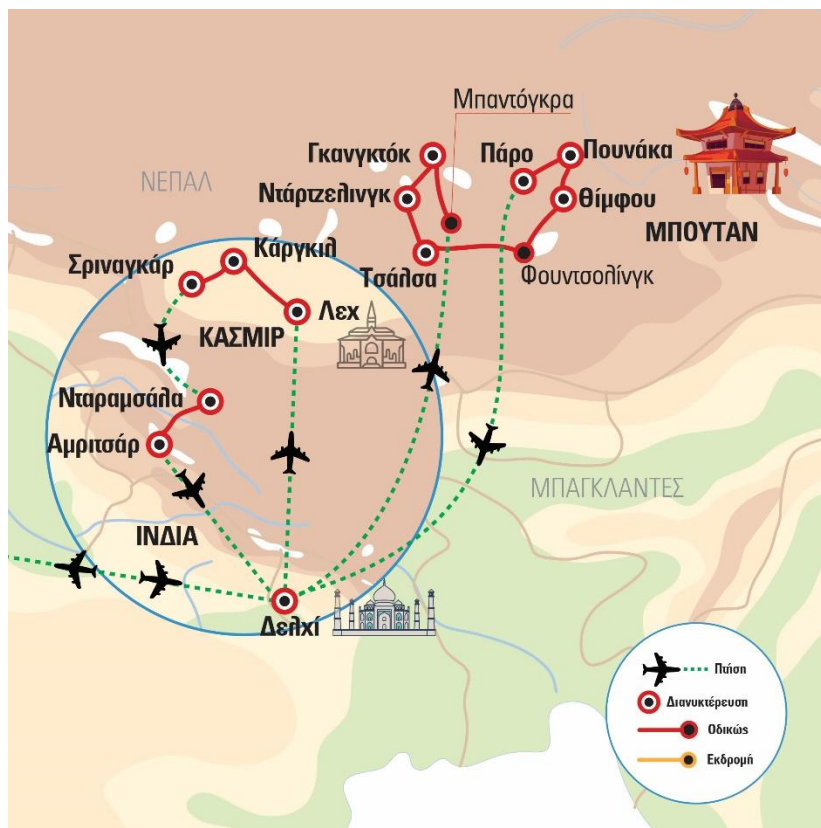 Μπαντόγκρα
Γκανγκτόκ
Πάρο
Πουνάκα
ΝΕΠΑΛ
Ντάρτζελινγκ
Θίμφου
ΜΠΟΥΤΑΝ
Τσάλσα
Φουντσολίνγκ
Κάργκιλ
Σριναγκάρ
Λεχ
ΚΑΣΜΙΡ
Νταραμσάλα
Αμριτσάρ
ΜΠΑΓΚΛΑΝΤΕΣ
ΙΝΔΙΑ
Δελχί
Πτήση
Διανυκτέρευση
Οδικώς
Εκδρομή